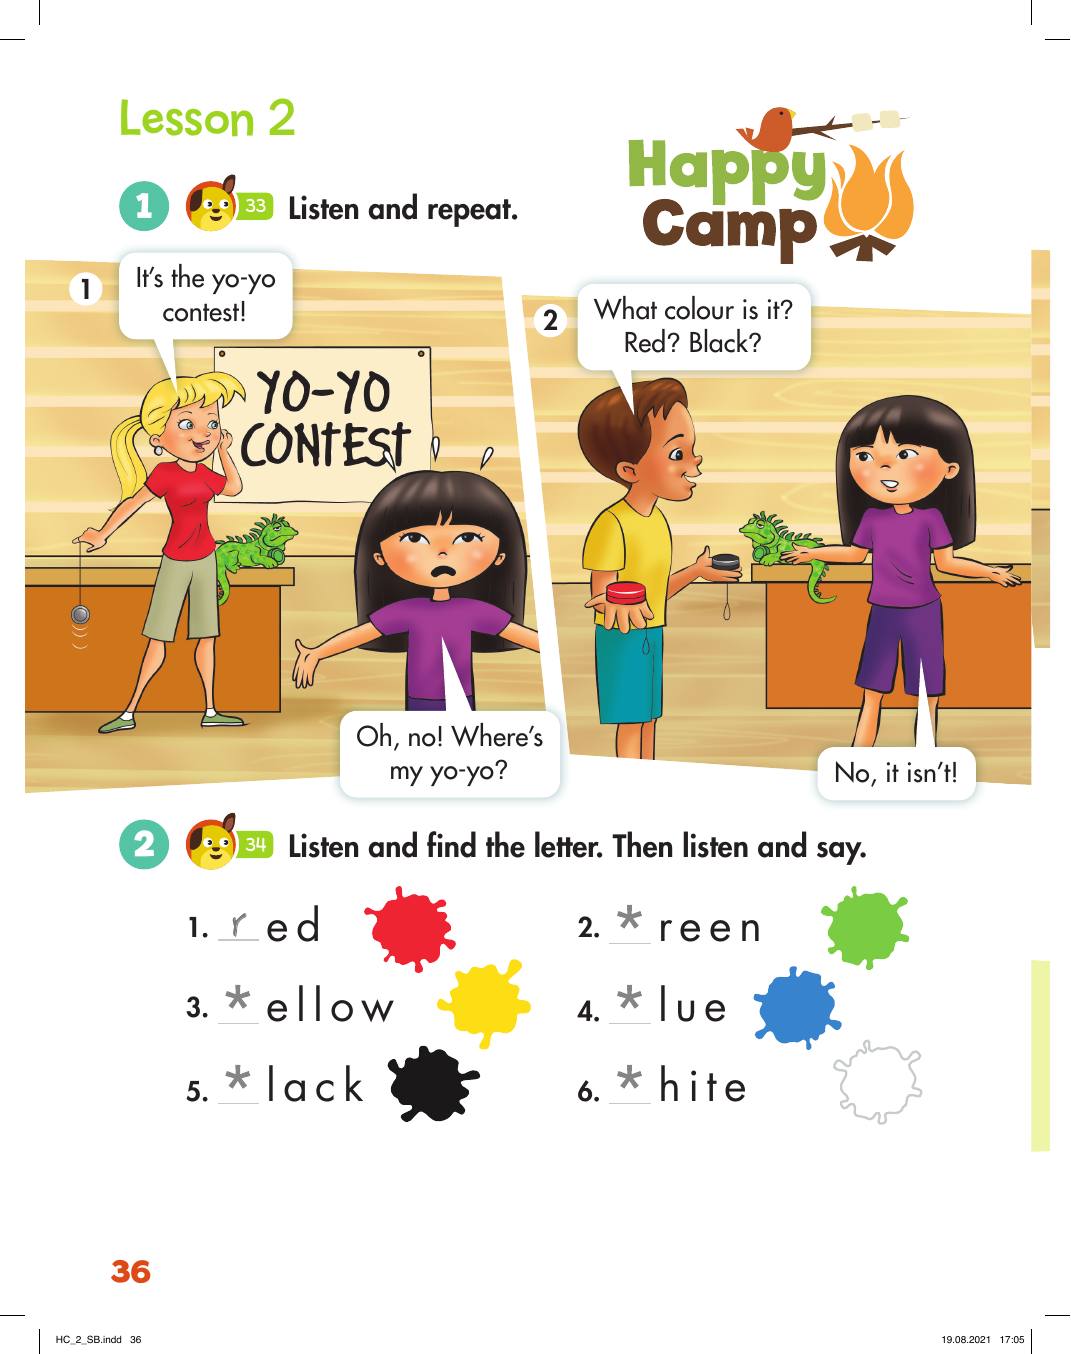 Lesson 2
Happy
Camp
1 33 Listen and repeat.
1
It's the yo-yo
contest!
YO-YO
CONTEST
Oh, no! Where's
my yo-yo?
2
What colour is it?
Red? Black?
No, it isn't!
2 34 Listen and find the letter. Then listen and say.
1. r ed
2. * reen
3. * ellow
4. * lue
5. * lack
6. * hite
36
HC_2_SB.indd 36
19.08.2021 17:05